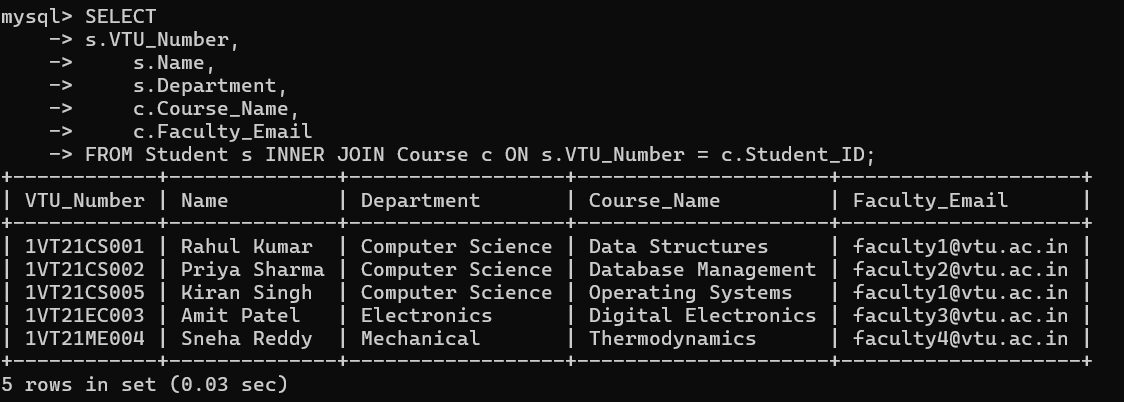 mysql> SELECT
    -> s.VTU_Number,
    ->     s.Name,
    ->     s.Department,
    ->     c.Course_Name,
    ->     c.Faculty_Email
    -> FROM Student s INNER JOIN Course c ON s.VTU_Number = c.Student_ID;
+------------+--------------+------------------+---------------------+--------------------+
| VTU_Number | Name         | Department       | Course_Name         | Faculty_Email      |
+------------+--------------+------------------+---------------------+--------------------+
| 1VT21CS001 | Rahul Kumar  | Computer Science | Data Structures     | faculty1@vtu.ac.in |
| 1VT21CS002 | Priya Sharma | Computer Science | Database Management | faculty2@vtu.ac.in |
| 1VT21CS005 | Kiran Singh  | Computer Science | Operating Systems   | faculty1@vtu.ac.in |
| 1VT21EC003 | Amit Patel   | Electronics      | Digital Electronics | faculty3@vtu.ac.in |
| 1VT21ME004 | Sneha Reddy  | Mechanical       | Thermodynamics      | faculty4@vtu.ac.in |
+------------+--------------+------------------+---------------------+--------------------+
5 rows in set (0.03 sec)